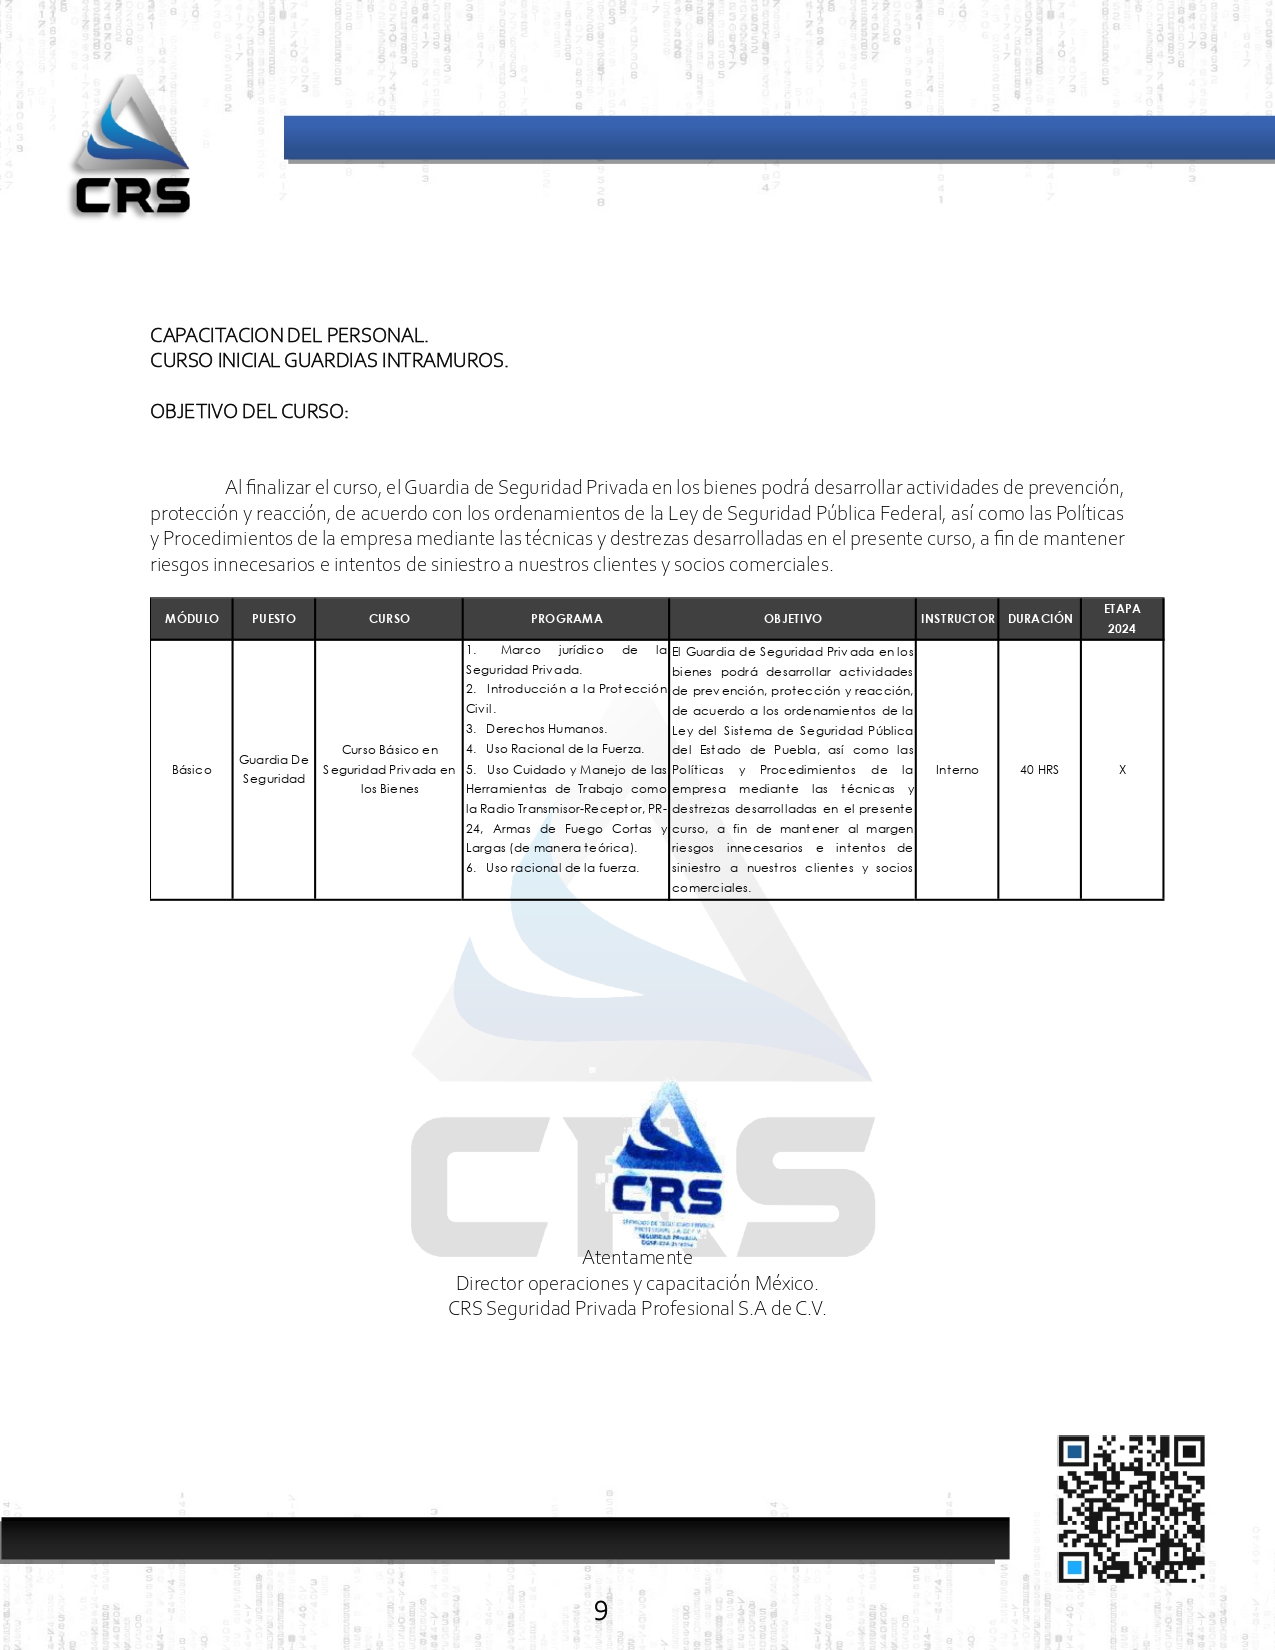 CRS
CAPACITACION DEL PERSONAL.
CURSO INICIAL GUARDIAS INTRAMUROS.
OBJETIVO DEL CURSO:
Al finalizar el curso, el Guardia de Seguridad Privada en los bienes podrá desarrollar actividades de prevención,
protección y reacción, de acuerdo con los ordenamientos de la Ley de Seguridad Pública Federal, así como las Políticas
y Procedimientos de la empresa mediante las técnicas y destrezas desarrolladas en el presente curso, a fin de mantener
riesgos innecesarios e intentos de siniestro a nuestros clientes y socios comerciales.
MÓDULO PUESTO CURSO PROGRAMA OBJETIVO INSTRUCTOR DURACIÓN ETAPA 2024
Básico
Guardia De
Seguridad
Curso Básico en
Seguridad Privada en
los Bienes
1. Marco jurídico de la
Seguridad Privada.
2. Introducción a la Protección
Civil.
3. Derechos Humanos.
4. Uso Racional de la Fuerza.
5. Uso Cuidado y Manejo de las
Herramientas de Trabajo como
la Radio Transmisor-Receptor, PR-
24, Armas de Fuego Cortas y
Largas (de manera teórica).
6. Uso racional de la fuerza.
El Guardia de Seguridad Privada en los
bienes podrá desarrollar actividades
de prevención, protección y reacción,
de acuerdo a los ordenamientos de la
Ley del Sistema de Seguridad Pública
del Estado de Puebla, así como las
Políticas y Procedimientos de la
empresa mediante las técnicas y
destrezas desarrolladas en el presente
curso, a fin de mantener al margen
riesgos innecesarios e intentos de
siniestro a nuestros clientes y socios
comerciales.
Interno
40 HRS
X
CRS
CRS
SEGURIDAD PRIVADA
Atentamente
Director operaciones y capacitación México.
CRS Seguridad Privada Profesional S.A de C.V.
9